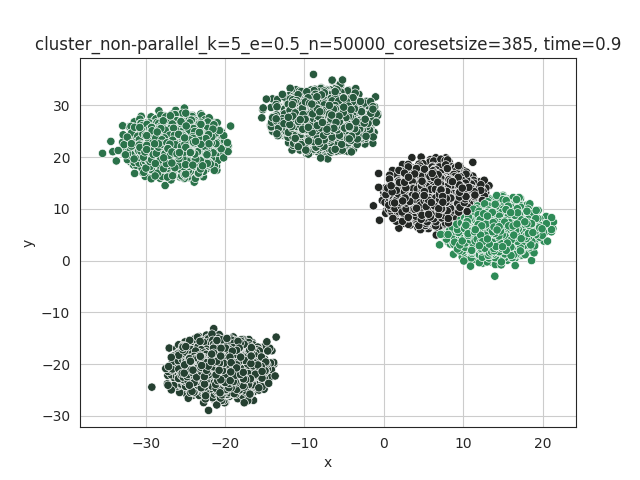 cluster_non-parallel_k=5_e=0.5_n=50000_coresetsize=385, time=0.9
y
30
20
10
0
−10
−20
−30
−30 −20 −10 0 10 20
x